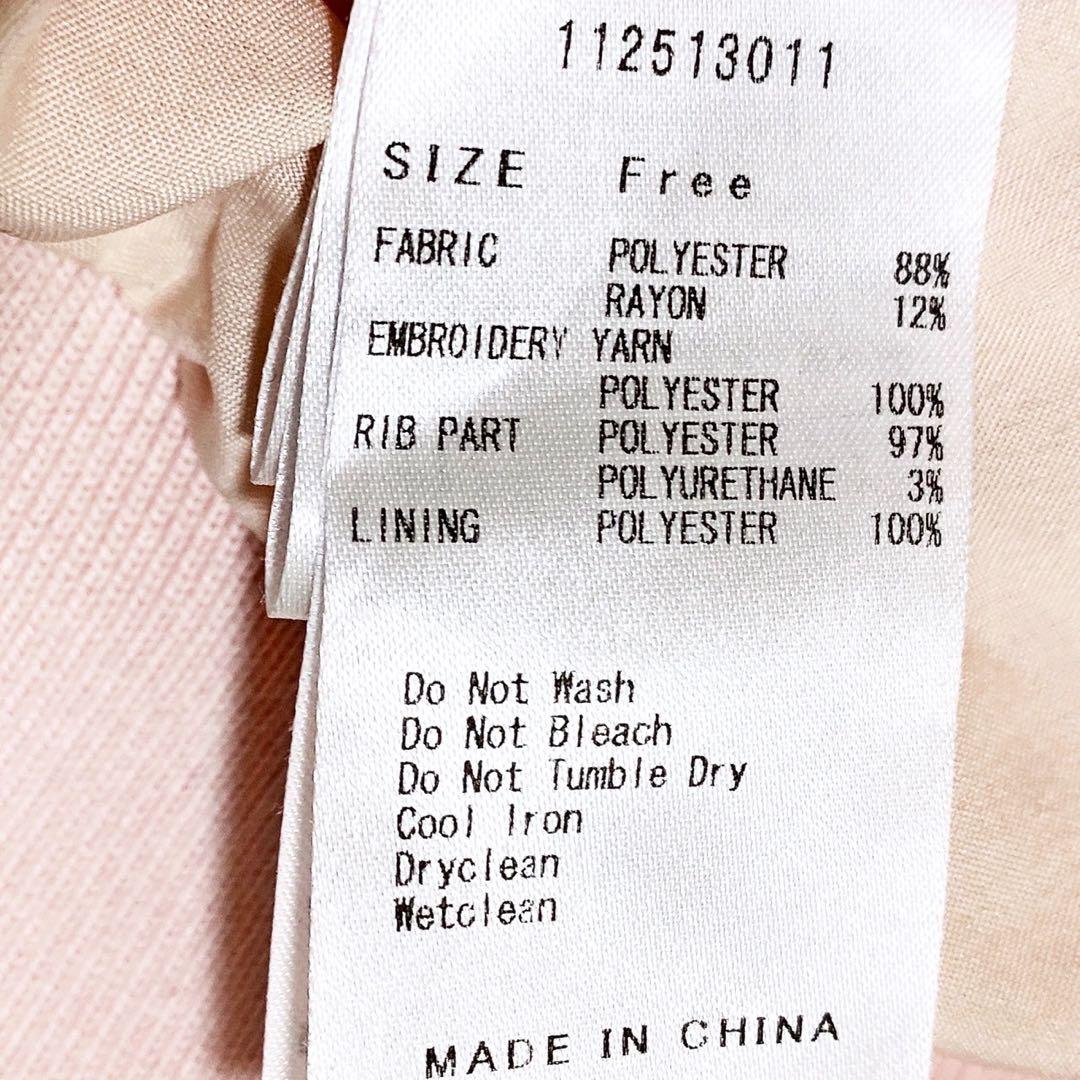 112513011
SIZE Free
FABRIC POLYESTER 88%
RAYON 12%
EMBROIDERY YARN
POLYESTER 100%
RIB PART POLYESTER 97%
POLYURETHANE 3%
LINING POLYESTER 100%
Do Not Wash
Do Not Bleach
Do Not Tumble Dry
Cool Iron
Dryclean
Wetclean
MADE IN CHINA